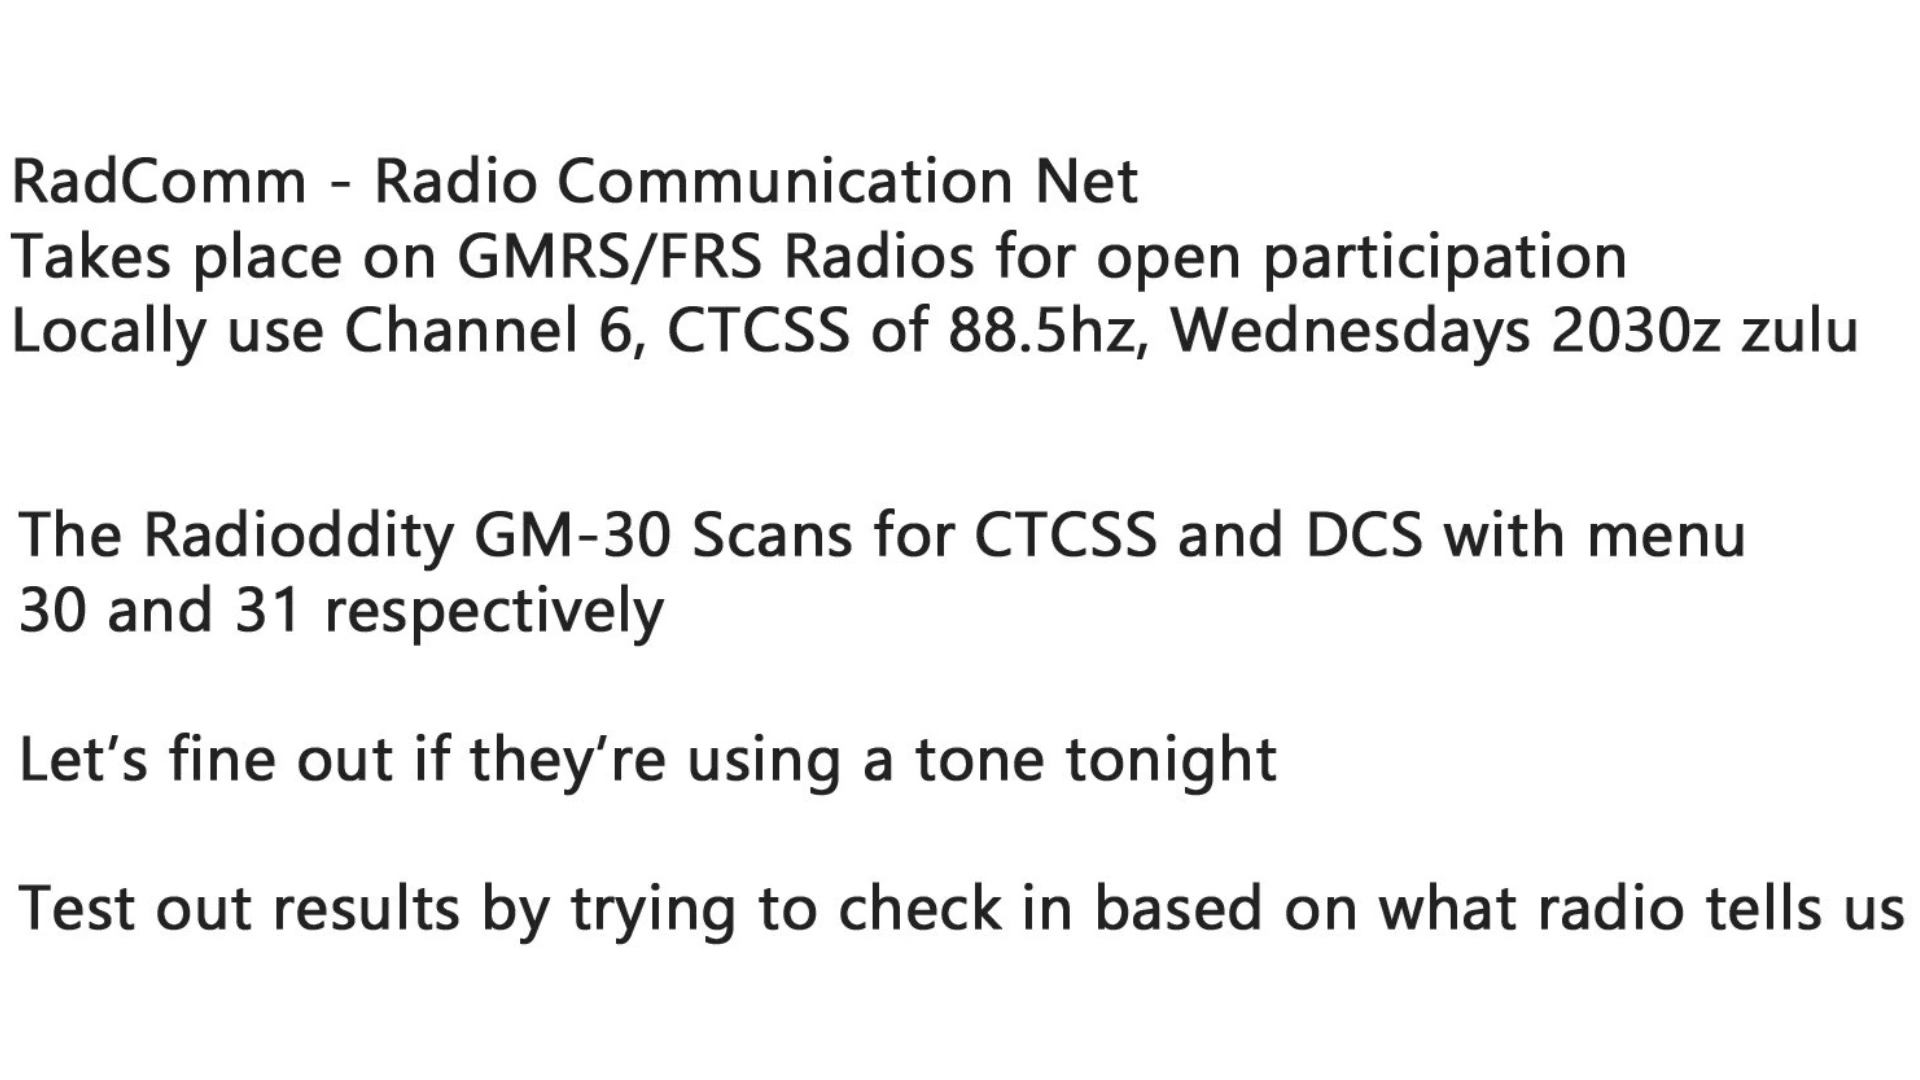 RadComm - Radio Communication Net
Takes place on GMRS/FRS Radios for open participation
Locally use Channel 6, CTCSS of 88.5hz, Wednesdays 2030z zulu
The Radioddity GM-30 Scans for CTCSS and DCS with menu
30 and 31 respectively
Let’s fine out if they’re using a tone tonight
Test out results by trying to check in based on what radio tells us